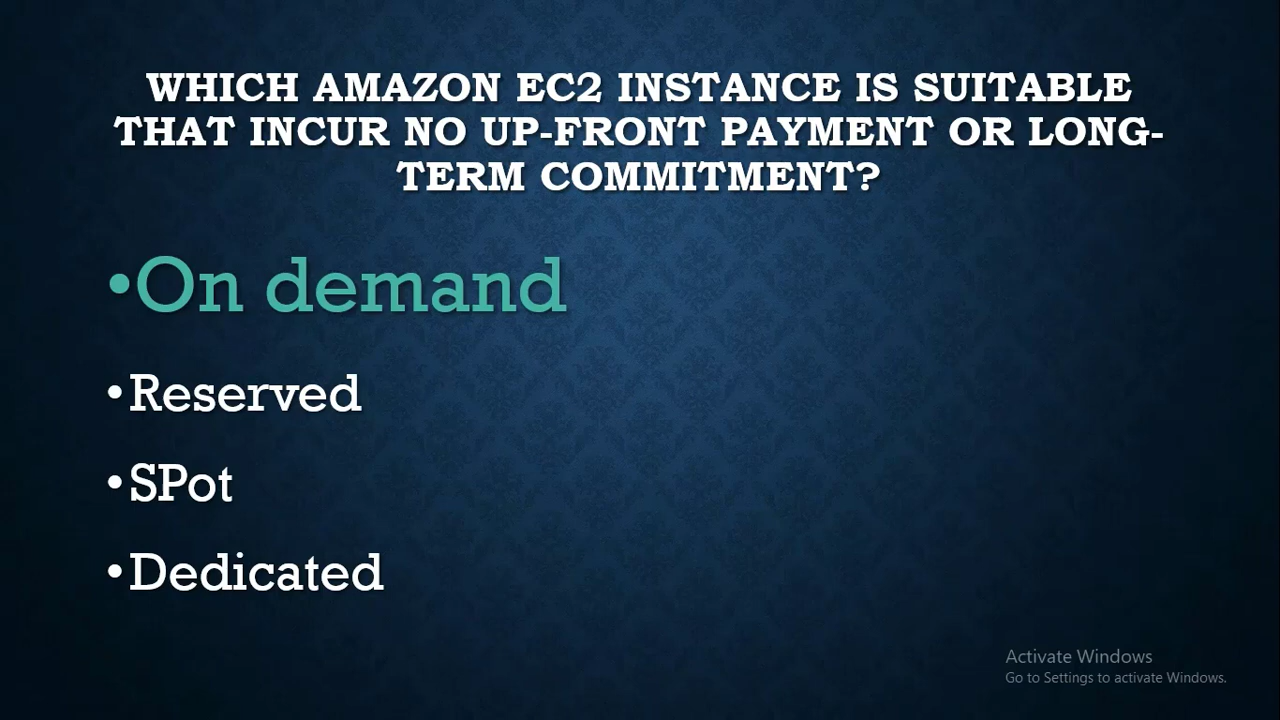 WHICH AMAZON EC2 INSTANCE IS SUITABLE
THAT INCUR NO UP-FRONT PAYMENT OR LONG-
TERM COMMITMENT?
•On demand
•Reserved
•SPot
•Dedicated
Activate Windows
Go to Settings to activate Windows.